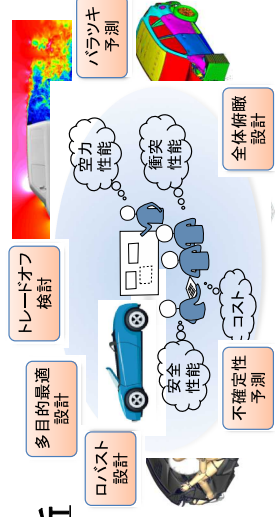 多目的最適
設計
トレードオフ
検討
バラツキ
予測
ロバスト
設計
空力
性能
衝突
性能
安全
性能
コスト
不確定性
予測
全体俯瞰
設計